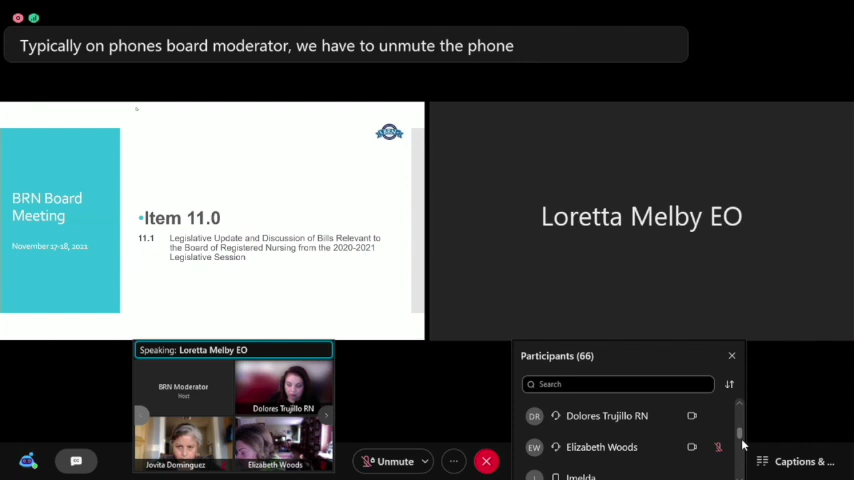 Typically on phones board moderator, we have to unmute the phone
BRN Board
Meeting
November 17-18, 2021
•Item 11.0
11.1 Legislative Update and Discussion of Bills Relevant to
the Board of Registered Nursing from the 2020-2021
Legislative Session
Loretta Melby EO
Speaking: Loretta Melby EO
BRN Moderator
Host
Dolores Trujillo RN
Jovita Dominguez
Elizabeth Woods
Participants (66)
Search
DR Dolores Trujillo RN
EW Elizabeth Woods
Imelda
Unmute
Captions & ...